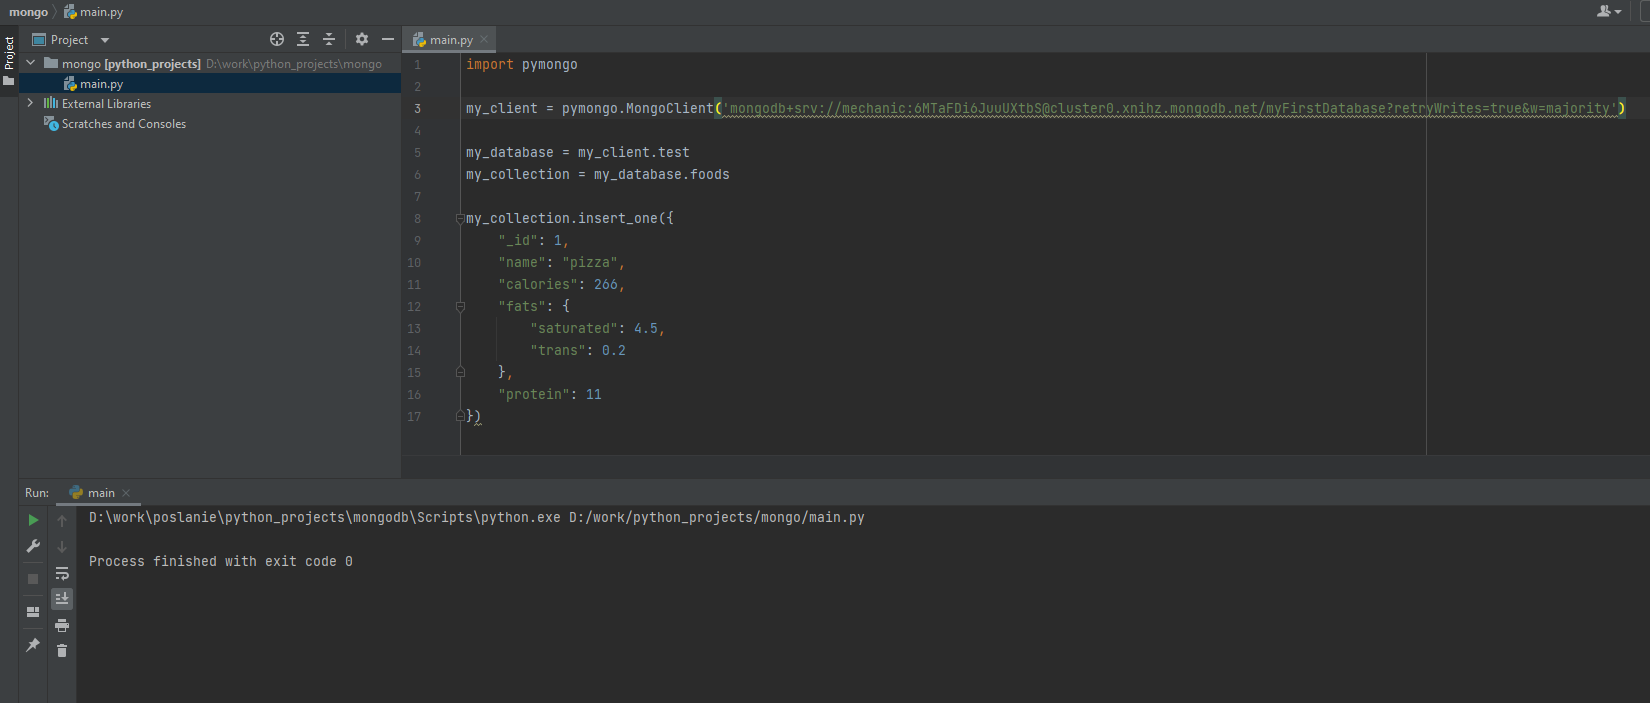 mongo main.py
Project
Project
main.py
mongo [python_projects] D:\work\python_projects\mongo
main.py
External Libraries
Scratches and Consoles
1 import pymongo
2
3 my_client = pymongo.MongoClient('mongodb+srv://mechanic:6MTaFDi6JuuUXtbS@cluster0.xnihz.mongodb.net/myFirstDatabase?retryWrites=true&w=majority')
4
5 my_database = my_client.test
6 my_collection = my_database.foods
7
8 my_collection.insert_one({
9 "_id": 1,
10 "name": "pizza",
11 "calories": 266,
12 "fats": {
13 "saturated": 4.5,
14 "trans": 0.2
15 },
16 "protein": 11
17 })
Run: main
D:\work\poslanie\python_projects\mongodb\Scripts\python.exe D:/work/python_projects/mongo/main.py
Process finished with exit code 0